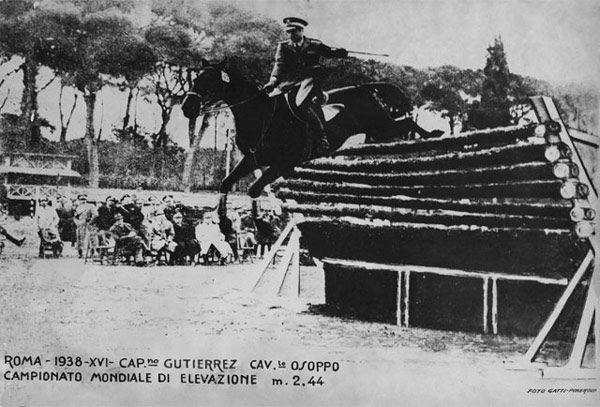 ROMA - 1938-XVI- CAP.no GUTIERREZ CAV.lo OSOPPO
CAMPIONATO MONDIALE DI ELEVAZIONE m.2,44
FOTO GATTI-PINEROLO